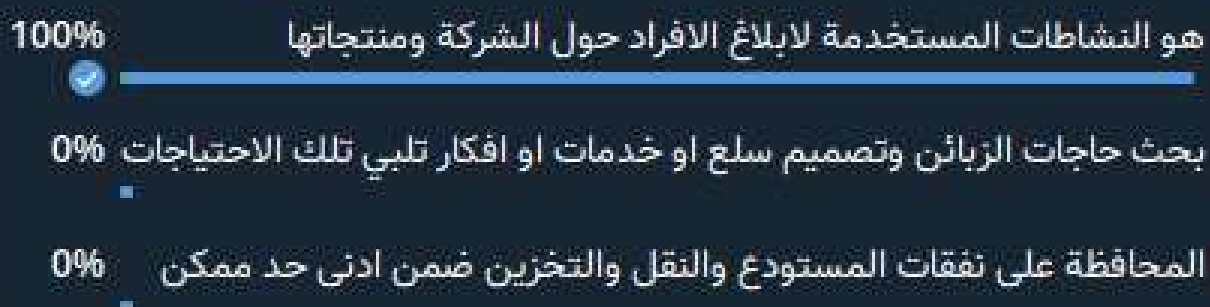 هو النشاطات المستخدمة لابلاغ الافراد حول الشركة ومنتجاتها 100%
بحث حاجات الزبائن وتصميم سلع او خدمات او افكار تلبي تلك الاحتياجات 0%
المحافظة على نفقات المستودع والنقل والتخزين ضمن ادنى حد ممكن 0%